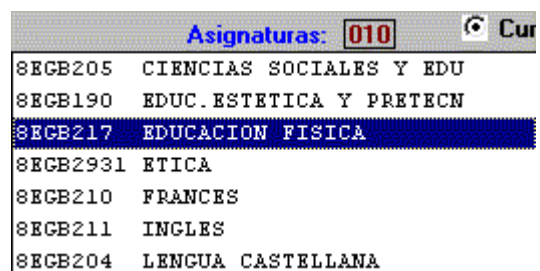 Asignaturas: 010 Cur
8EGB205 CIENCIAS SOCIALES Y EDU
8EGB190 EDUC.ESTETICA Y PRETECN
8EGB217 EDUCACION FISICA
8EGB2931 ETICA
8EGB210 FRANCES
8EGB211 INGLES
8EGB204 LENGUA CASTELLANA